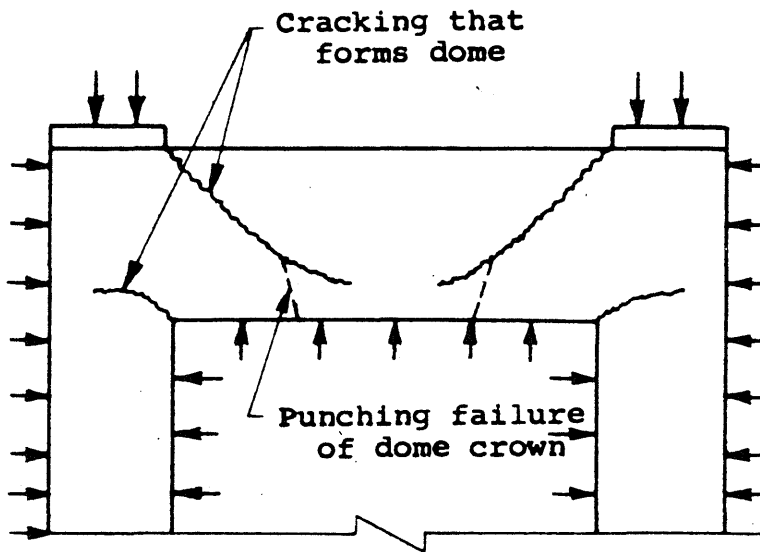 Cracking that
forms dome
Punching failure
of dome crown